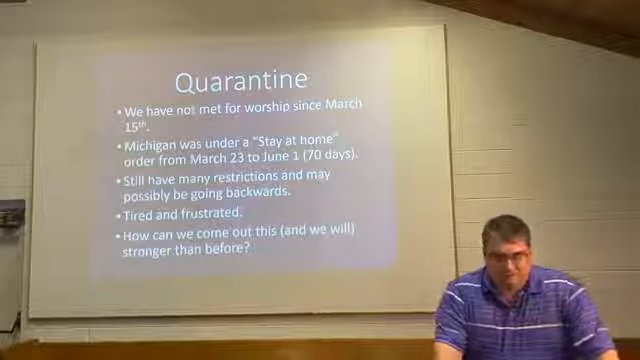 Quarantine
• We have not met for worship since March
15th.
• Michigan was under a "Stay at home"
order from March 23 to June 1 (70 days).
• Still have many restrictions and may
possibly be going backwards.
• Tired and frustrated.
• How can we come out this (and we will)
stronger than before?